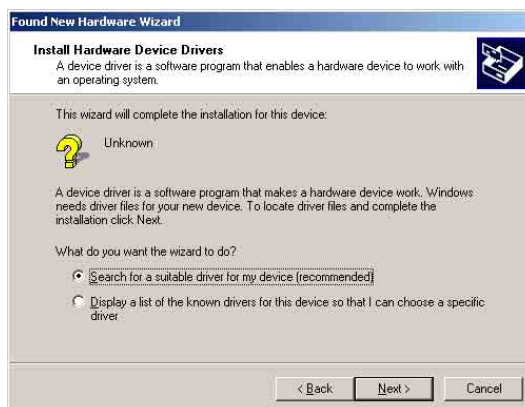 Found New Hardware Wizard
Install Hardware Device Drivers
A device driver is a software program that enables a hardware device to work with
an operating system.
This wizard will complete the installation for this device:
Unknown
A device driver is a software program that makes a hardware device work. Windows
needs driver files for your new device. To locate driver files and complete the
installation click Next.
What do you want the wizard to do?
Search for a suitable driver for my device (recommended)
Display a list of the known drivers for this device so that I can choose a specific
driver
< Back Next > Cancel